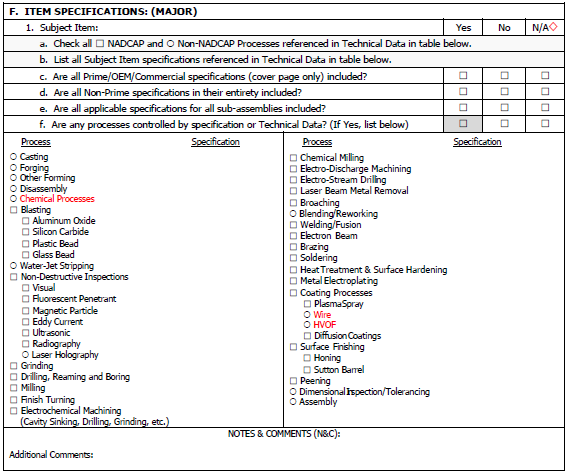 F. ITEM SPECIFICATIONS: (MAJOR)
1. Subject Item: Yes No N/A◇
a. Check all ☐ NADCAP and ○ Non-NADCAP Processes referenced in Technical Data in table below.
b. List all Subject Item specifications referenced in Technical Data in table below.
c. Are all Prime/OEM/Commercial specifications (cover page only) included? ☐ ☐ ☐
d. Are all Non-Prime specifications in their entirety included? ☐ ☐ ☐
e. Are all applicable specifications for all sub-assemblies included? ☐ ☐ ☐
f. Are any processes controlled by specification or Technical Data? (If Yes, list below) ☐ ☐ ☐
Process Specification
○ Casting
○ Forging
○ Other Forming
○ Disassembly
○ Chemical Processes
☐ Blasting
☐ Aluminum Oxide
☐ Silicon Carbide
☐ Plastic Bead
☐ Glass Bead
○ Water-Jet Stripping
☐ Non-Destructive Inspections
☐ Visual
☐ Fluorescent Penetrant
☐ Magnetic Particle
☐ Eddy Current
☐ Ultrasonic
☐ Radiography
○ Laser Holography
☐ Grinding
☐ Drilling, Reaming and Boring
☐ Milling
☐ Finish Turning
☐ Electrochemical Machining
(Cavity Sinking, Drilling, Grinding, etc.)
Process Specification
☐ Chemical Milling
☐ Electro-Discharge Machining
☐ Electro-Stream Drilling
☐ Laser Beam Metal Removal
☐ Broaching
○ Blending/Reworking
☐ Welding/Fusion
☐ Electron Beam
☐ Brazing
☐ Soldering
☐ Heat Treatment & Surface Hardening
☐ Metal Electroplating
☐ Coating Processes
☐ Plasma Spray
○ Wire
○ HVOF
☐ Diffusion Coatings
☐ Surface Finishing
☐ Honing
☐ Sutton Barrel
☐ Peening
○ Dimensional Inspection/Tolerancing
○ Assembly
NOTES & COMMENTS (N&C):
Additional Comments: